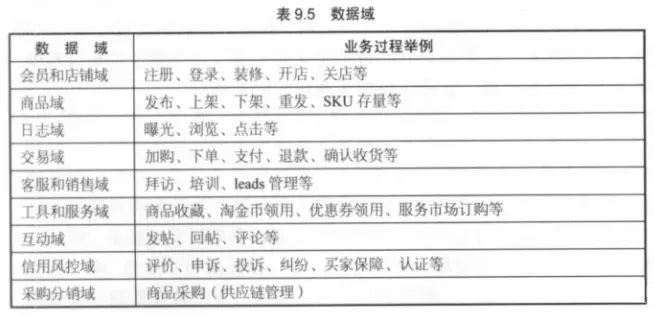 表 9.5 数据域
数 据 域 业务过程举例
会员和店铺域 注册、登录、装修、开店、关店等
商品域 发布、上架、下架、重发、SKU 存量等
日志域 曝光、浏览、点击等
交易域 加购、下单、支付、退款、确认收货等
客服和销售域 拜访、培训、leads 管理等
工具和服务域 商品收藏、淘金币领用、优惠券领用、服务市场订购等
互动域 发帖、回帖、评论等
信用风控域 评价、申诉、投诉、纠纷、买家保障、认证等
采购分销域 商品采购（供应链管理）